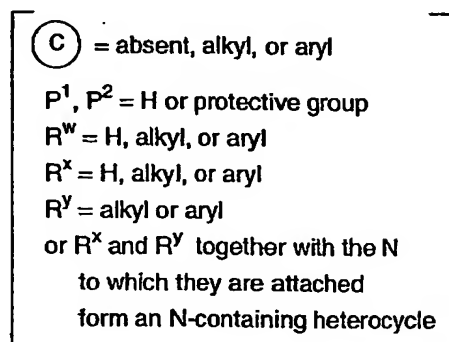 C = absent, alkyl, or aryl
P¹, P² = H or protective group
Rʷ = H, alkyl, or aryl
Rˣ = H, alkyl, or aryl
Rʸ = alkyl or aryl
or Rˣ and Rʸ together with the N
to which they are attached
form an N-containing heterocycle